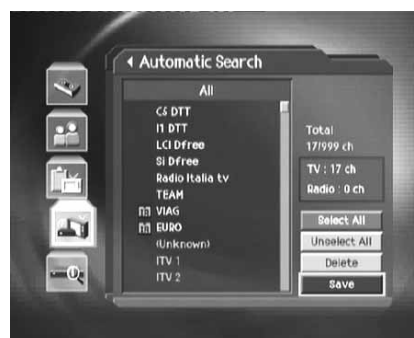 Automatic Search
All
C5 DTT
I1 DTT
LCI Dfree
SI Dfree
Radio Italia tv
TEAM
VIAG
EURO
(Unknown)
ITV 1
ITV 2
Total
17/999 ch
TV : 17 ch
Radio : 0 ch
Select All
Unselect All
Delete
Save